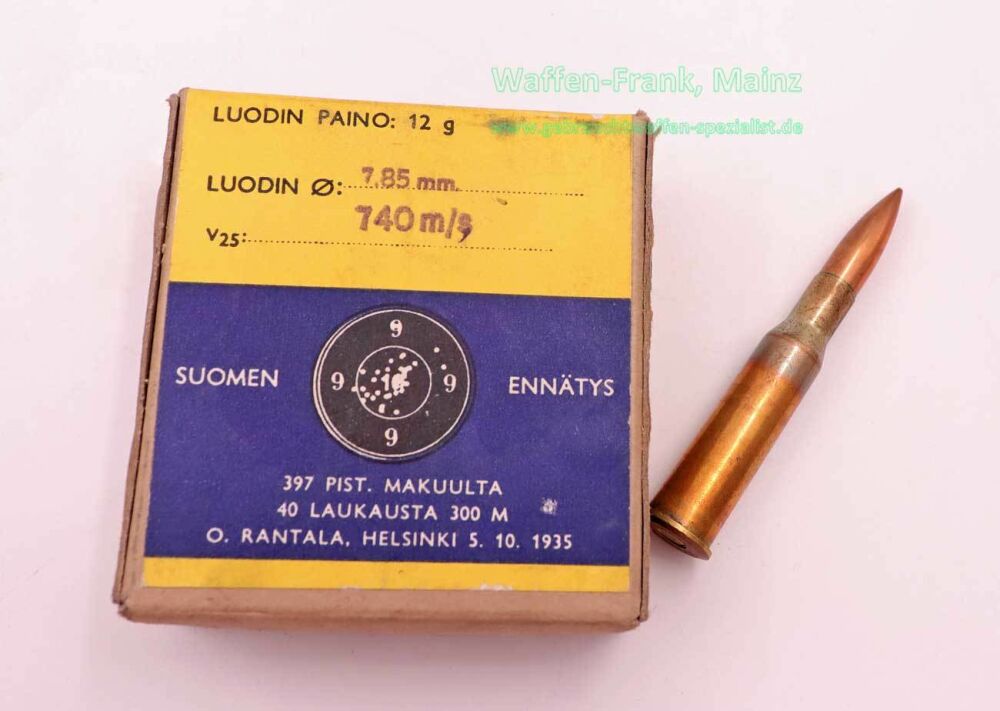 Waffen-Frank, Mainz
www.gebrauchtwaffen-spezialist.de
LUODIN PAINO: 12 g
LUODIN Ø: 7.85 mm.
V25: 740 m/s
9
9 10 9
9
SUOMEN ENNÄTYS
397 PIST. MAKUULTA
40 LAUKAUSTA 300 M
O. RANTALA, HELSINKI 5. 10. 1935